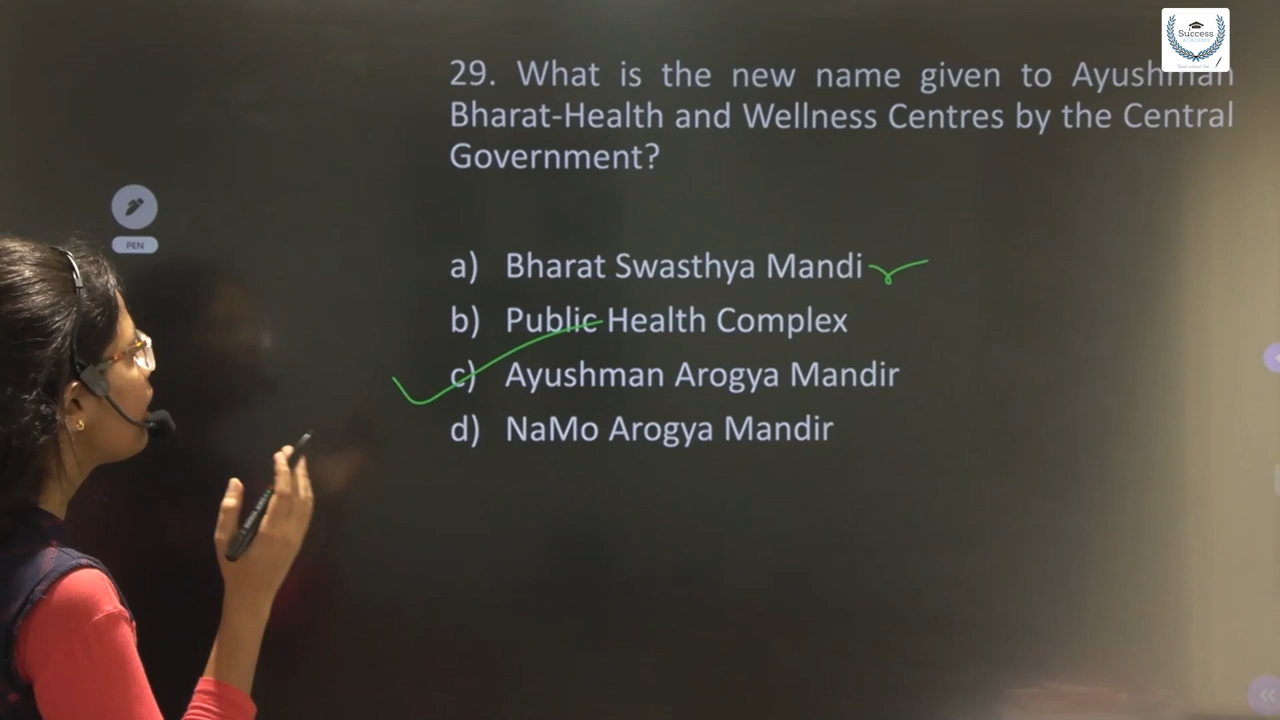 Success
ACADEMY
29. What is the new name given to Ayushman
Bharat-Health and Wellness Centres by the Central
Government?
PEN
a) Bharat Swasthya Mandi
b) Public Health Complex
c) Ayushman Arogya Mandir
d) NaMo Arogya Mandir